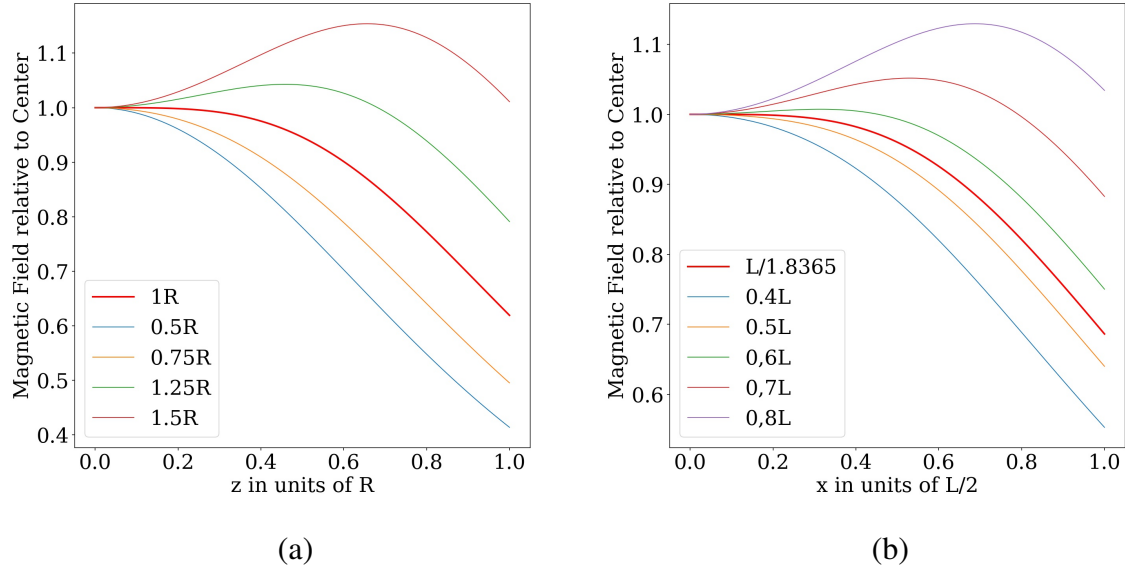 Magnetic Field relative to Center
1.1
1.0
0.9
0.8
0.7
0.6
0.5
0.4
1R
0.5R
0.75R
1.25R
1.5R
0.0 0.2 0.4 0.6 0.8 1.0
z in units of R
(a)
Magnetic Field relative to Center
1.1
1.0
0.9
0.8
0.7
0.6
L/1.8365
0.4L
0.5L
0,6L
0,7L
0,8L
0.0 0.2 0.4 0.6 0.8 1.0
x in units of L/2
(b)